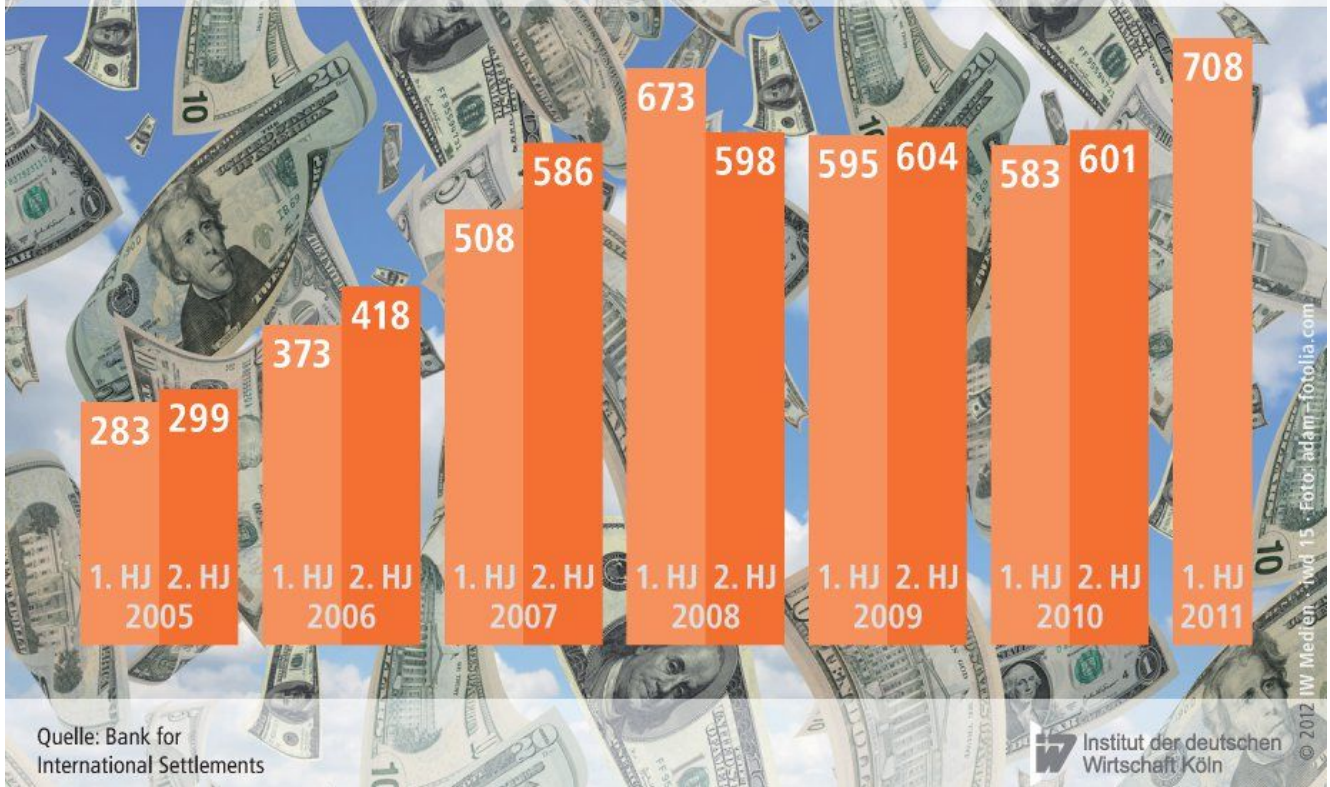 283 299
373 418
508 586
673 598
595 604
583 601
708
1. HJ 2. HJ
2005
1. HJ 2. HJ
2006
1. HJ 2. HJ
2007
1. HJ 2. HJ
2008
1. HJ 2. HJ
2009
1. HJ 2. HJ
2010
1. HJ
2011
Quelle: Bank for
International Settlements
Institut der deutschen
Wirtschaft Köln
© 2012 IW Medien · iwd 15 · Foto: adam–fotolia.com